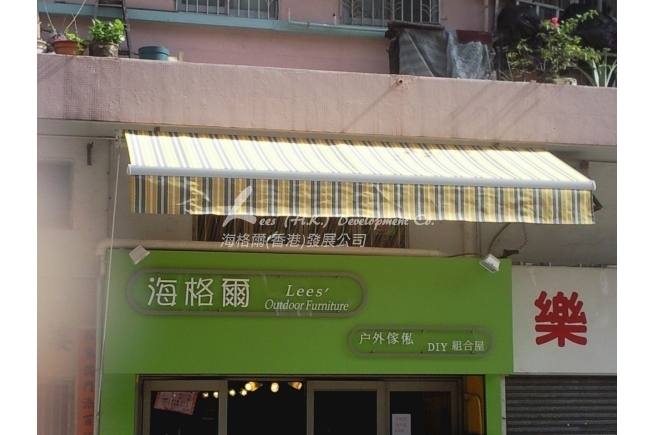 Lees (H.K.) Development Co.
海格爾(香港)發展公司
海格爾 Lees'
Outdoor Furniture
户外傢俬 DIY 組合屋
樂